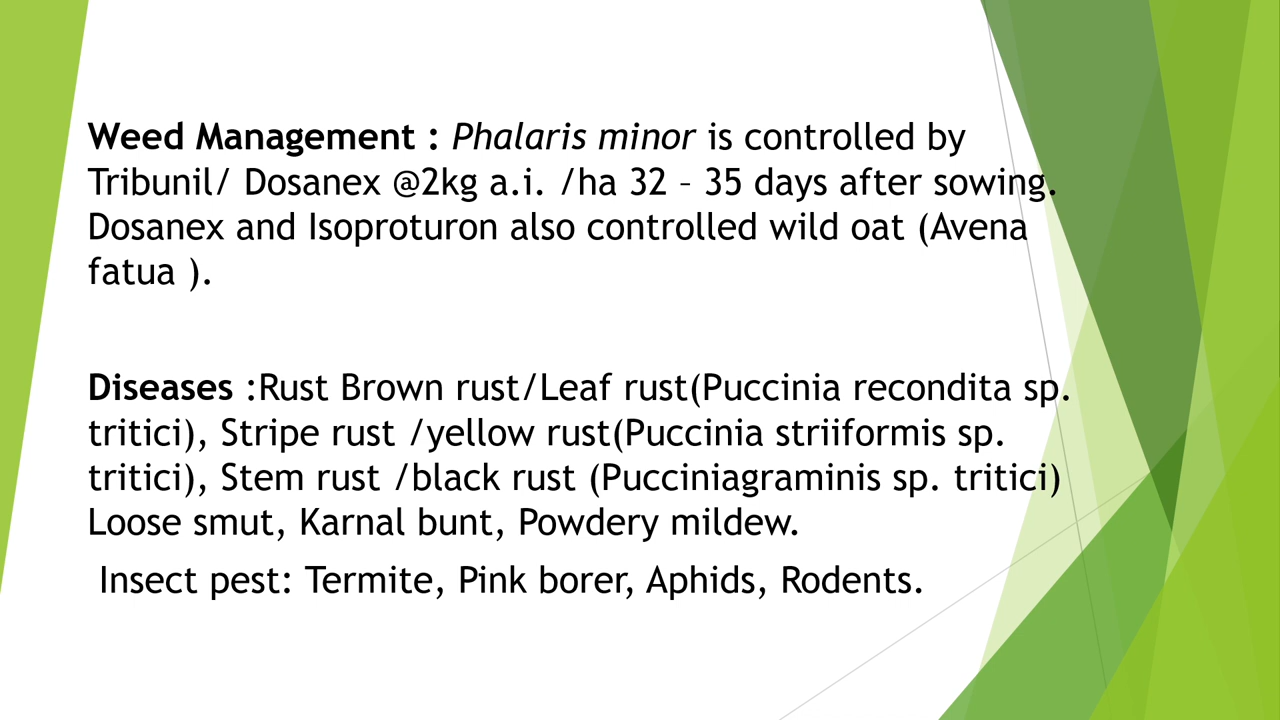 Weed Management : Phalaris minor is controlled by
Tribunil/ Dosanex @2kg a.i. /ha 32 – 35 days after sowing.
Dosanex and Isoproturon also controlled wild oat (Avena
fatua ).
Diseases :Rust Brown rust/Leaf rust(Puccinia recondita sp.
tritici), Stripe rust /yellow rust(Puccinia striiformis sp.
tritici), Stem rust /black rust (Pucciniagraminis sp. tritici)
Loose smut, Karnal bunt, Powdery mildew.
Insect pest: Termite, Pink borer, Aphids, Rodents.